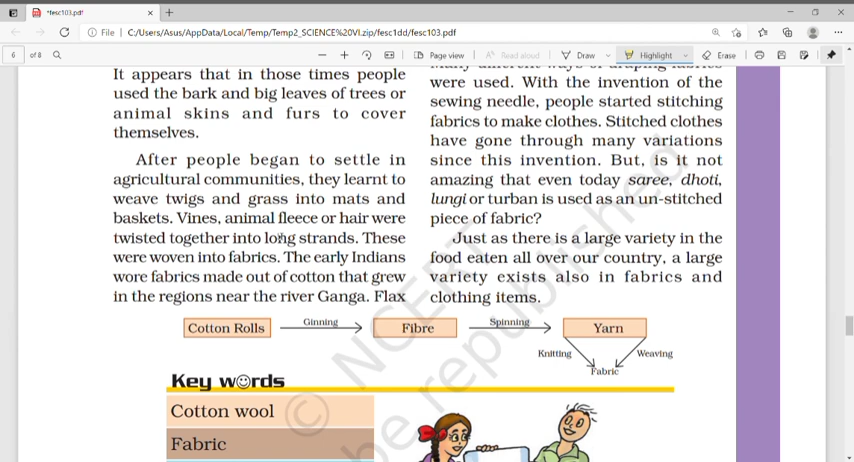 *fesc103.pdf
File | C:/Users/Asus/AppData/Local/Temp/Temp2_SCIENCE%20VI.zip/fesc1dd/fesc103.pdf
6 of 8 Page view Read aloud Draw Highlight Erase
It appears that in those times people
used the bark and big leaves of trees or
animal skins and furs to cover
themselves.
After people began to settle in
agricultural communities, they learnt to
weave twigs and grass into mats and
baskets. Vines, animal fleece or hair were
twisted together into long strands. These
were woven into fabrics. The early Indians
wore fabrics made out of cotton that grew
in the regions near the river Ganga. Flax
were used. With the invention of the
sewing needle, people started stitching
fabrics to make clothes. Stitched clothes
have gone through many variations
since this invention. But, is it not
amazing that even today saree, dhoti,
lungi or turban is used as an un-stitched
piece of fabric?
Just as there is a large variety in the
food eaten all over our country, a large
variety exists also in fabrics and
clothing items.
Cotton Rolls Ginning Fibre Spinning Yarn
Knitting Weaving
Fabric
Key words
Cotton wool
Fabric
© NCERT
be republished